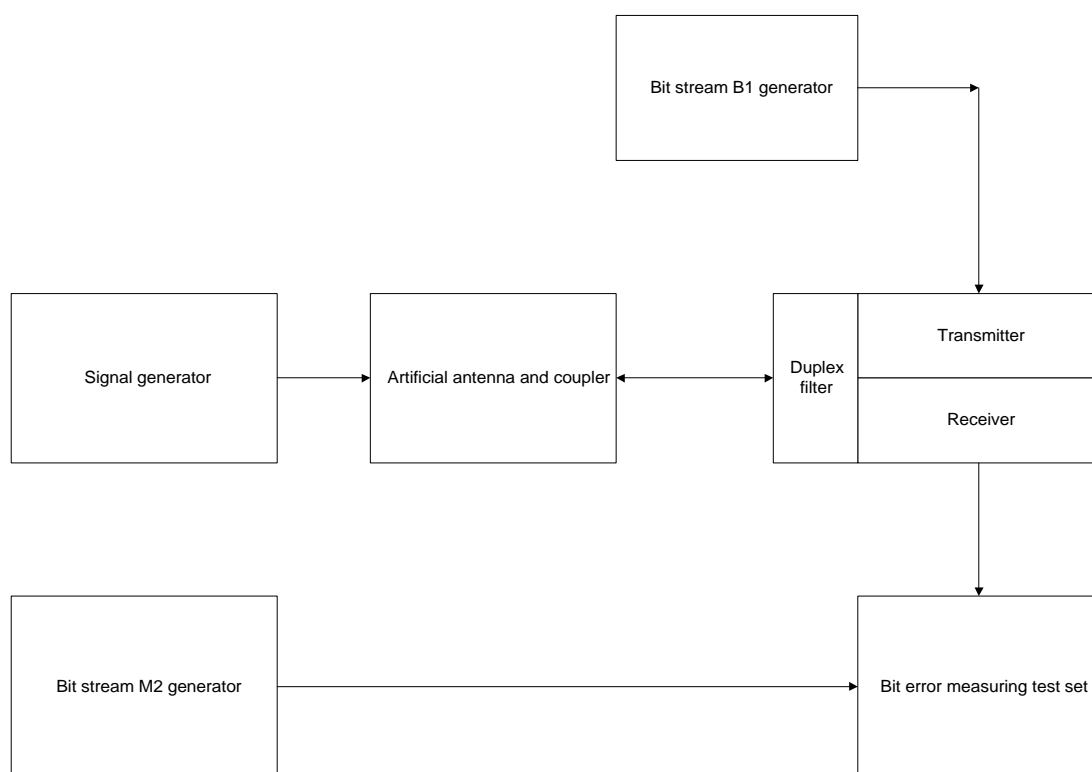 Bit stream B1 generator
Signal generator
Artificial antenna and coupler
Duplex
filter
Transmitter
Receiver
Bit stream M2 generator
Bit error measuring test set